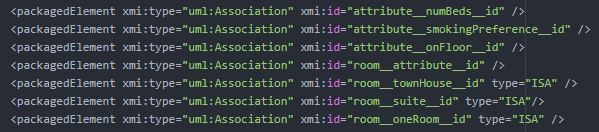 <packagedElement xmi:type="uml:Association" xmi:id="attribute__numBeds__id" />
<packagedElement xmi:type="uml:Association" xmi:id="attribute__smokingPreference__id" />
<packagedElement xmi:type="uml:Association" xmi:id="attribute__onFloor__id" />
<packagedElement xmi:type="uml:Association" xmi:id="room__attribute__id" />
<packagedElement xmi:type="uml:Association" xmi:id="room__townHouse__id" type="ISA" />
<packagedElement xmi:type="uml:Association" xmi:id="room__suite__id" type="ISA"/>
<packagedElement xmi:type="uml:Association" xmi:id="room__oneRoom__id" type="ISA" />